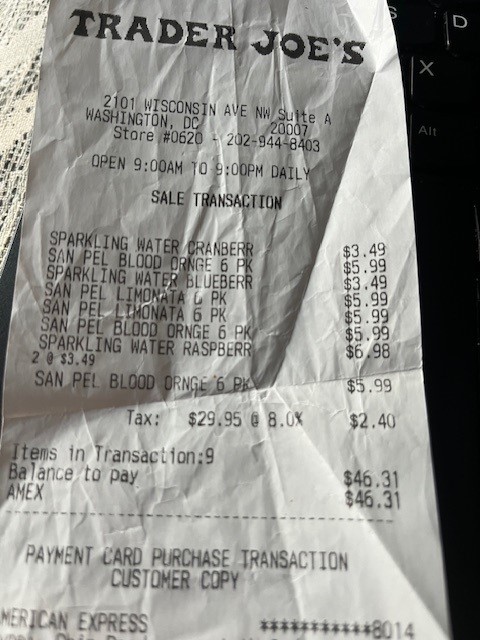 TRADER JOE'S
2101 WISCONSIN AVE NW Suite A
WASHINGTON, DC 20007
Store #0620 - 202-944-8403
OPEN 9:00AM TO 9:00PM DAILY
SALE TRANSACTION
SPARKLING WATER CRANBERR $3.49
SAN PEL BLOOD ORNGE 6 PK $5.99
SPARKLING WATER BLUEBERR $3.49
SAN PEL LIMONATA 6 PK $5.99
SAN PEL LIMONATA 6 PK $5.99
SAN PEL BLOOD ORNGE 6 PK $5.99
SPARKLING WATER RASPBERR $6.98
2 @ $3.49
SAN PEL BLOOD ORNGE 6 PK $5.99
Tax: $29.95 @ 8.0% $2.40
Items in Transaction:9
Balance to pay $46.31
AMEX $46.31
PAYMENT CARD PURCHASE TRANSACTION
CUSTOMER COPY
MERICAN EXPRESS ***********8014
S
D
X
Alt